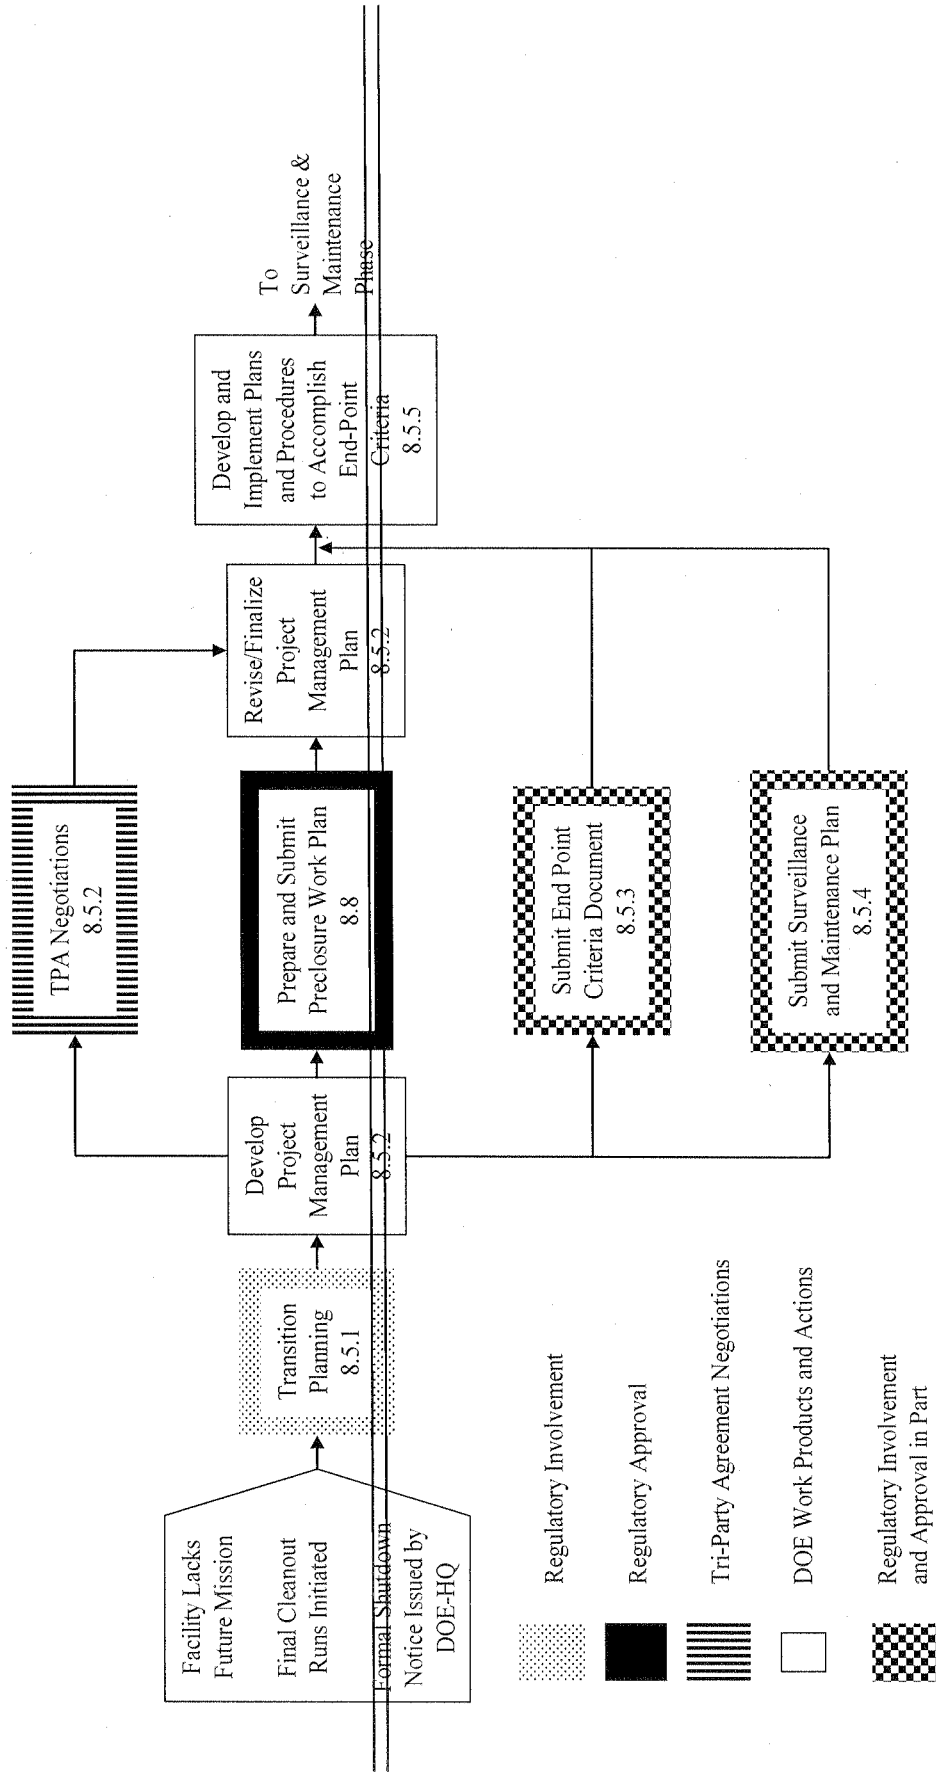 Facility Lacks
Future Mission
Final Cleanout
Runs Initiated
Formal Shutdown
Notice Issued by
DOE-HQ
Transition
Planning
8.5.1
Develop
Project
Management
Plan
8.5.2
TPA Negotiations
8.5.2
Prepare and Submit
Preclosure Work Plan
8.8
Submit End Point
Criteria Document
8.5.3
Submit Surveillance
and Maintenance Plan
8.5.4
Revise/Finalize
Project
Management
Plan
8.5.2
Develop and
Implement Plans
and Procedures
to Accomplish
End-Point
Criteria
8.5.5
To
Surveillance &
Maintenance
Phase
Regulatory Involvement
Regulatory Approval
Tri-Party Agreement Negotiations
DOE Work Products and Actions
Regulatory Involvement
and Approval in Part